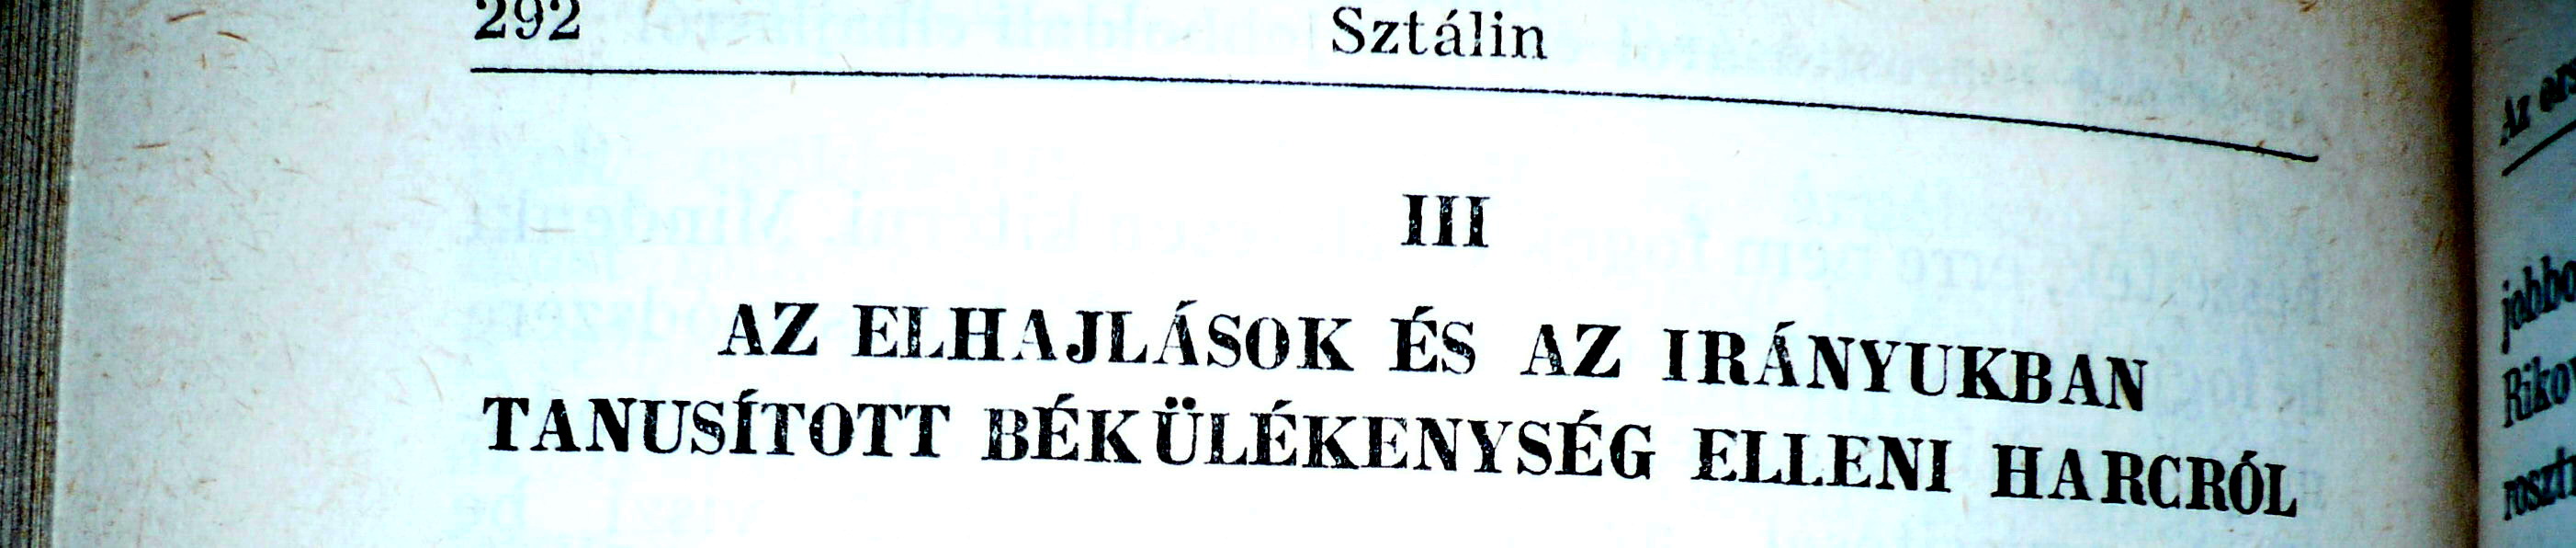 292 Sztálin
III
AZ ELHAJLÁSOK ÉS AZ IRÁNYUKBAN
TANUSÍTOTT BÉKÜLÉKENYSÉG ELLENI HARCRÓL